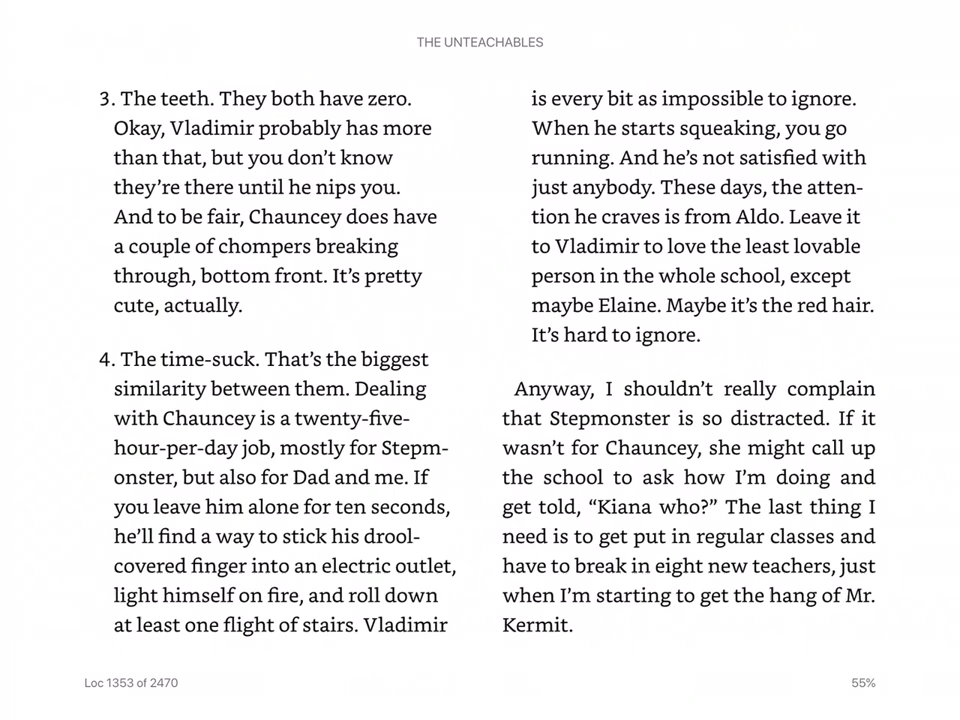 THE UNTEACHABLES
3. The teeth. They both have zero.
Okay, Vladimir probably has more
than that, but you don’t know
they’re there until he nips you.
And to be fair, Chauncey does have
a couple of chompers breaking
through, bottom front. It’s pretty
cute, actually.
4. The time-suck. That’s the biggest
similarity between them. Dealing
with Chauncey is a twenty-five-
hour-per-day job, mostly for Stepm-
onster, but also for Dad and me. If
you leave him alone for ten seconds,
he’ll find a way to stick his drool-
covered finger into an electric outlet,
light himself on fire, and roll down
at least one flight of stairs. Vladimir
is every bit as impossible to ignore.
When he starts squeaking, you go
running. And he’s not satisfied with
just anybody. These days, the atten-
tion he craves is from Aldo. Leave it
to Vladimir to love the least lovable
person in the whole school, except
maybe Elaine. Maybe it’s the red hair.
It’s hard to ignore.
Anyway, I shouldn’t really complain
that Stepmonster is so distracted. If it
wasn’t for Chauncey, she might call up
the school to ask how I’m doing and
get told, “Kiana who?” The last thing I
need is to get put in regular classes and
have to break in eight new teachers, just
when I’m starting to get the hang of Mr.
Kermit.
Loc 1353 of 2470
55%